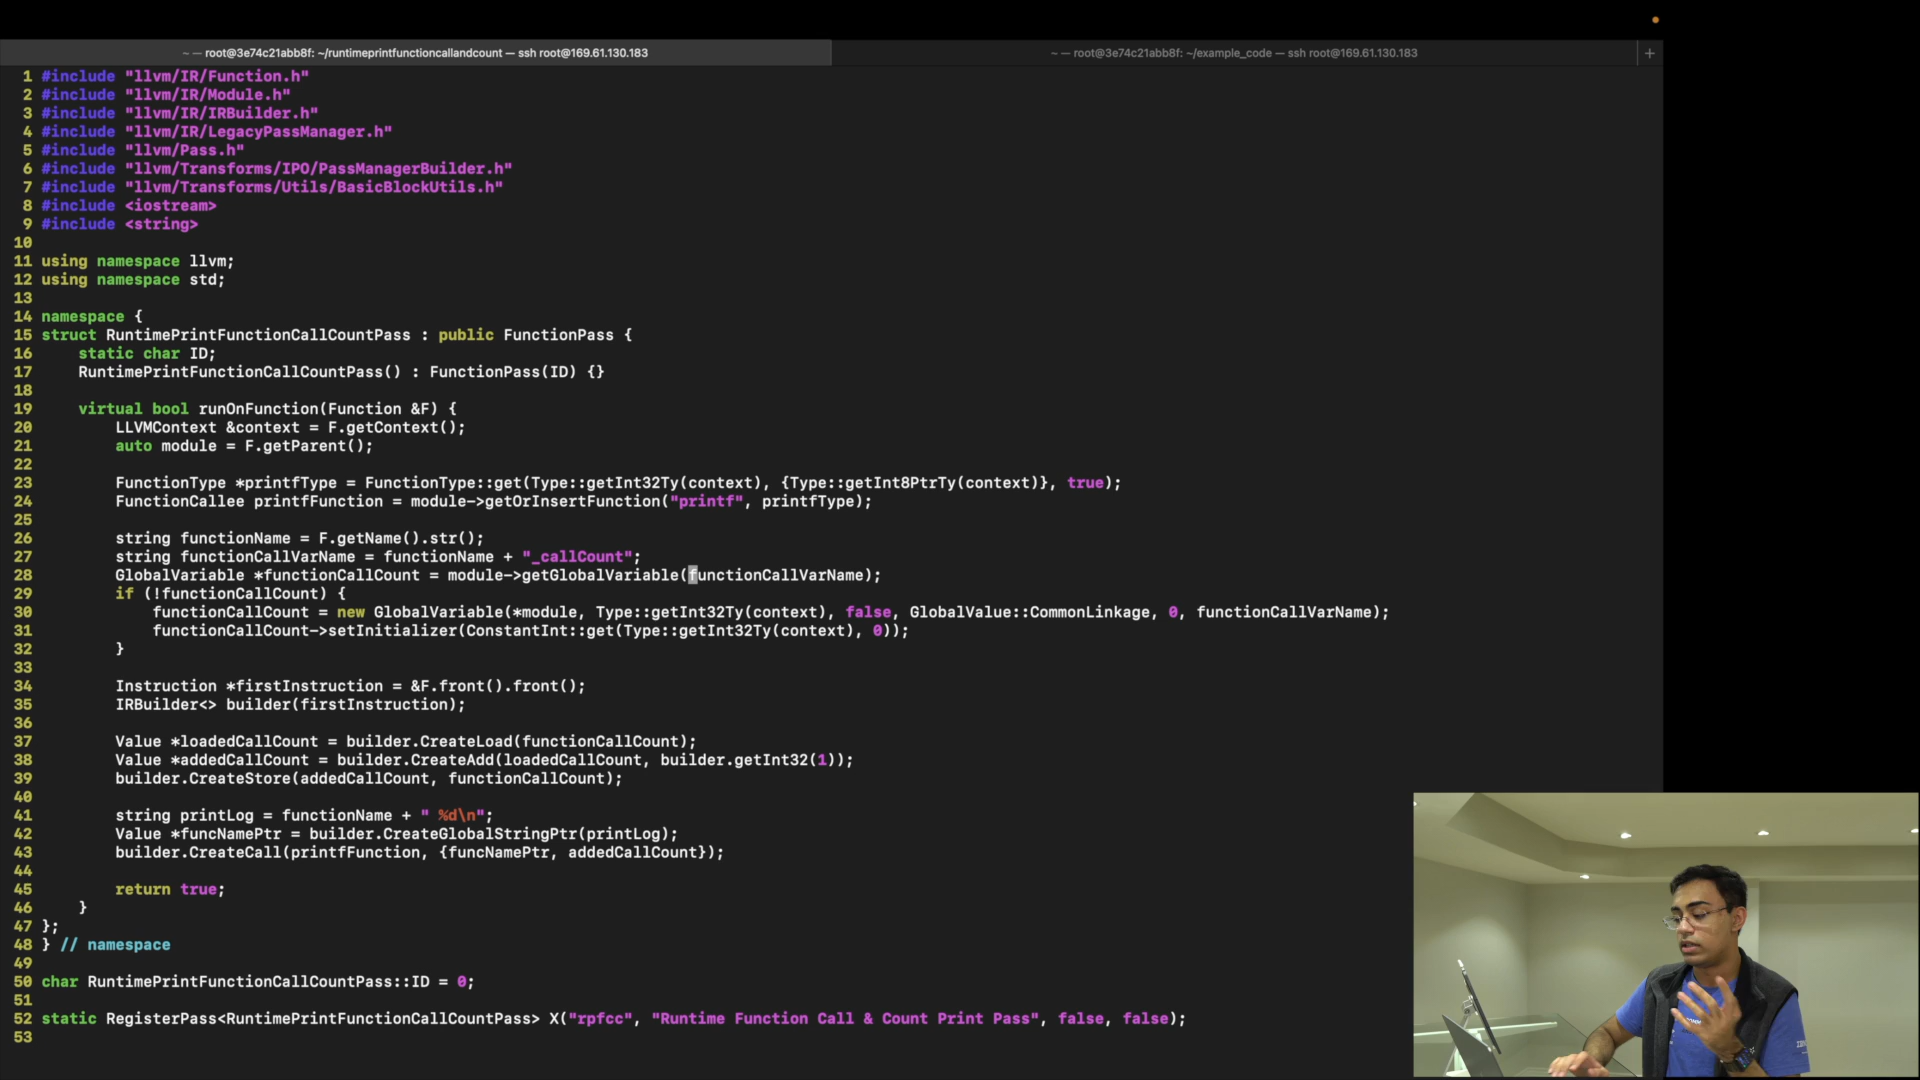 ~ — root@3e74c21abb8f: ~/runtimeprintfunctioncallandcount — ssh root@169.61.130.183
~ — root@3e74c21abb8f: ~/example_code — ssh root@169.61.130.183
+
1 #include "llvm/IR/Function.h"
2 #include "llvm/IR/Module.h"
3 #include "llvm/IR/IRBuilder.h"
4 #include "llvm/IR/LegacyPassManager.h"
5 #include "llvm/Pass.h"
6 #include "llvm/Transforms/IPO/PassManagerBuilder.h"
7 #include "llvm/Transforms/Utils/BasicBlockUtils.h"
8 #include <iostream>
9 #include <string>
10
11 using namespace llvm;
12 using namespace std;
13
14 namespace {
15 struct RuntimePrintFunctionCallCountPass : public FunctionPass {
16     static char ID;
17     RuntimePrintFunctionCallCountPass() : FunctionPass(ID) {}
18
19     virtual bool runOnFunction(Function &F) {
20         LLVMContext &context = F.getContext();
21         auto module = F.getParent();
22
23         FunctionType *printfType = FunctionType::get(Type::getInt32Ty(context), {Type::getInt8PtrTy(context)}, true);
24         FunctionCallee printfFunction = module->getOrInsertFunction("printf", printfType);
25
26         string functionName = F.getName().str();
27         string functionCallVarName = functionName + "_callCount";
28         GlobalVariable *functionCallCount = module->getGlobalVariable(functionCallVarName);
29         if (!functionCallCount) {
30             functionCallCount = new GlobalVariable(*module, Type::getInt32Ty(context), false, GlobalValue::CommonLinkage, 0, functionCallVarName);
31             functionCallCount->setInitializer(ConstantInt::get(Type::getInt32Ty(context), 0));
32         }
33
34         Instruction *firstInstruction = &F.front().front();
35         IRBuilder<> builder(firstInstruction);
36
37         Value *loadedCallCount = builder.CreateLoad(functionCallCount);
38         Value *addedCallCount = builder.CreateAdd(loadedCallCount, builder.getInt32(1));
39         builder.CreateStore(addedCallCount, functionCallCount);
40
41         string printLog = functionName + " %d\n";
42         Value *funcNamePtr = builder.CreateGlobalStringPtr(printLog);
43         builder.CreateCall(printfFunction, {funcNamePtr, addedCallCount});
44
45         return true;
46     }
47 };
48 } // namespace
49
50 char RuntimePrintFunctionCallCountPass::ID = 0;
51
52 static RegisterPass<RuntimePrintFunctionCallCountPass> X("rpfcc", "Runtime Function Call & Count Print Pass", false, false);
53